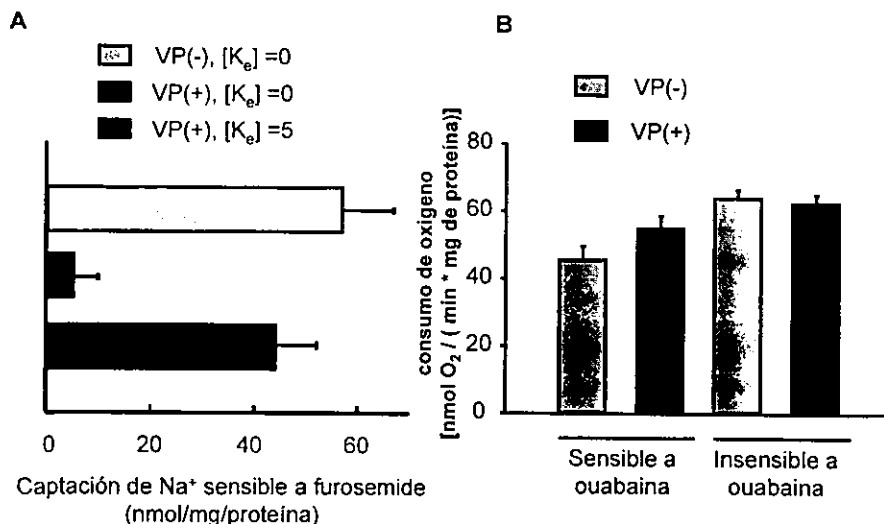 A
VP(-), [Ke] =0
VP(+), [Ke] =0
VP(+), [Ke] =5
0
20
40
60
Captación de Na⁺ sensible a furosemide
(nmol/mg/proteína)
B
VP(-)
VP(+)
80
60
40
20
0
consumo de oxigeno
[nmol O₂ / ( min * mg de proteína)]
Sensible a
ouabaina
Insensible a
ouabaina